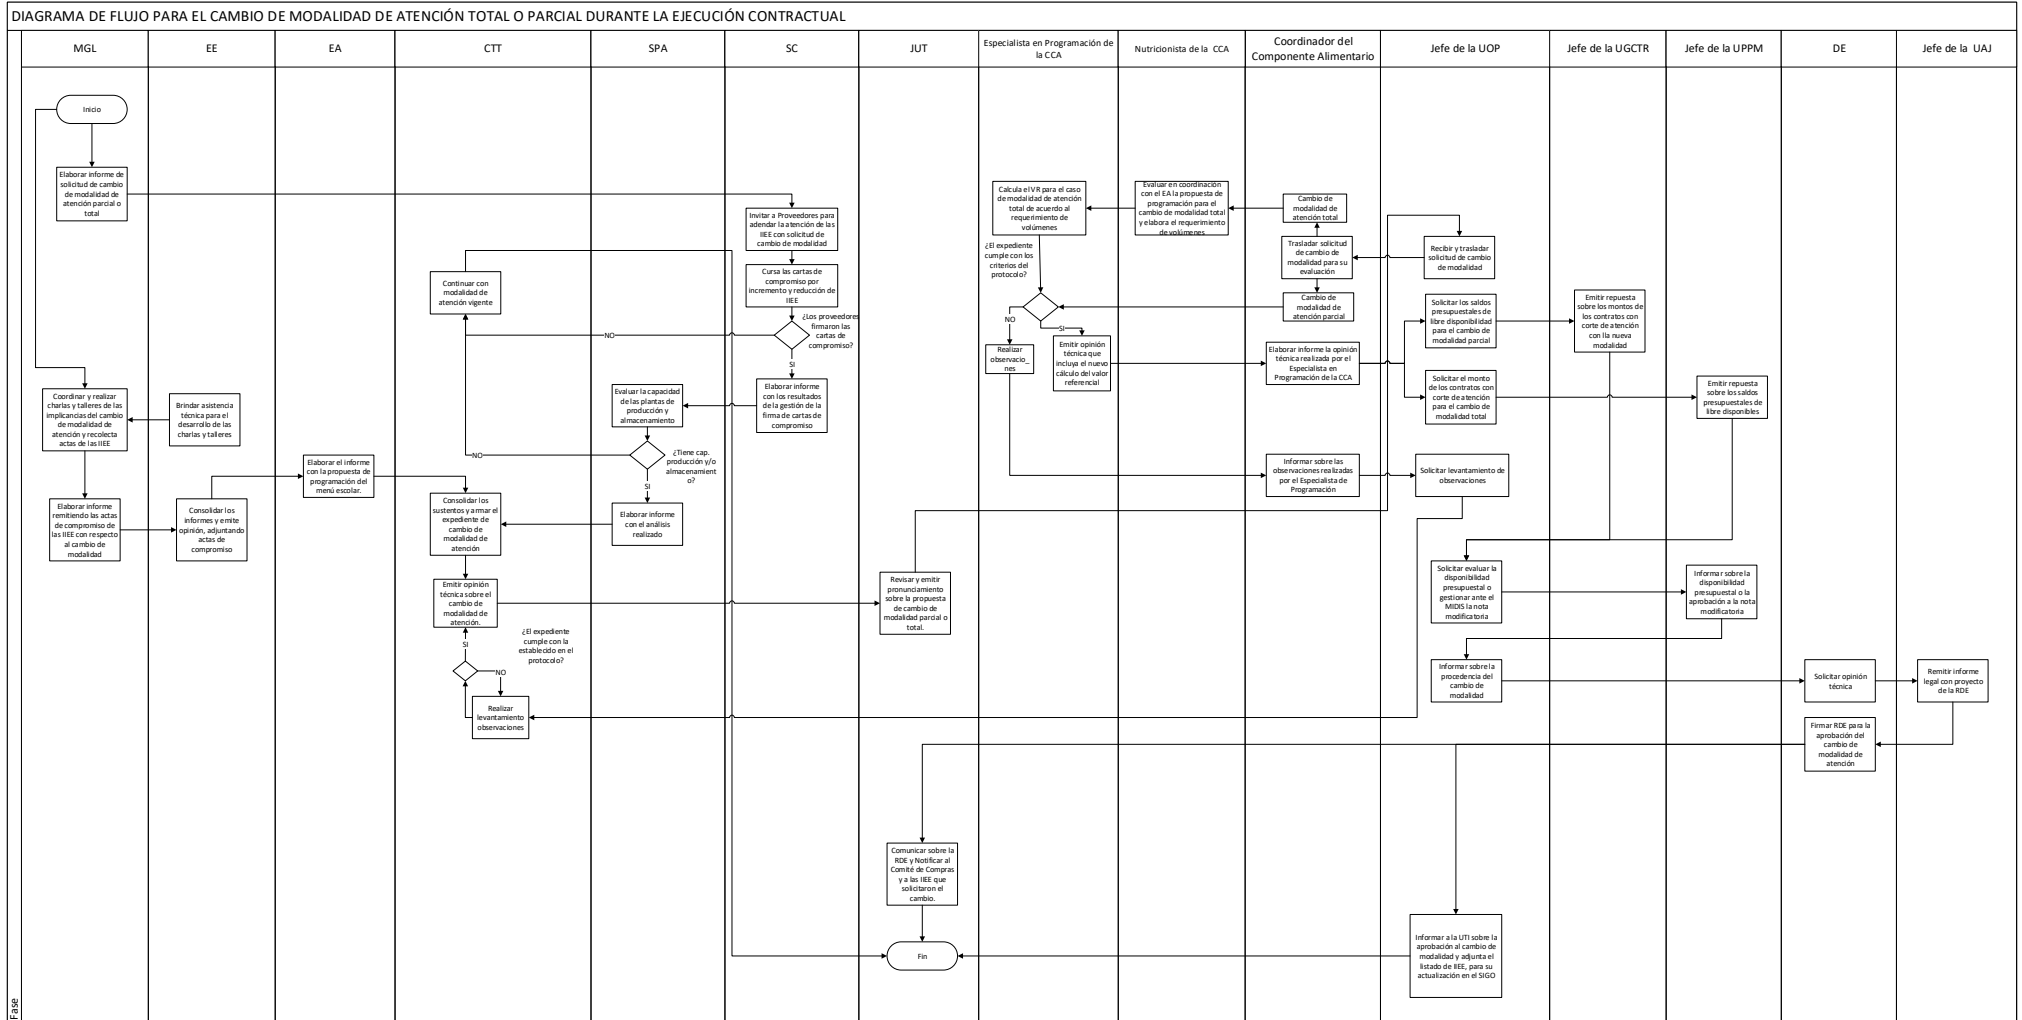 DIAGRAMA DE FLUJO PARA EL CAMBIO DE MODALIDAD DE ATENCIÓN TOTAL O PARCIAL DURANTE LA EJECUCIÓN CONTRACTUAL
MGL
EE
EA
CTT
SPA
SC
JUT
Especialista en Programación de
la CCA
Nutricionista de la CCA
Coordinador del
Componente Alimentario
Jefe de la UOP
Jefe de la UGCTR
Jefe de la UPPM
DE
Jefe de la UAJ
Fase
Inicio
Elaborar informe de
solicitud de cambio
de modalidad de
atención parcial o
total
Coordinar y realizar
charlas y talleres de las
implicancias del cambio
de modalidad de
atención y recolecta
actas de las IIEE
Elaborar informe
remitiendo las actas
de compromiso de
las IIEE con respecto
al cambio de
modalidad
Brindar asistencia
técnica para el
desarrollo de las
charlas y talleres
Consolidar los
informes y emite
opinión, adjuntando
actas de
compromiso
Elaborar el informe
con la propuesta de
programación del
menú escolar.
Continuar con
modalidad de
atención vigente
Consolidar los
sustentos y armar el
expediente de
cambio de
modalidad de
atención
Emitir opinión
técnica sobre el
cambio de
modalidad de
atención.
SI
¿El expediente
cumple con la
establecido en el
protocolo?
NO
Realizar
levantamiento
observaciones
NO
NO
Evaluar la capacidad
de las plantas de
producción y
almacenamiento
¿Tiene cap.
producción y/o
almacenamient
o?
SI
Elaborar informe
con el análisis
realizado
Invitar a Proveedores para
adendar la atención de las
IIEE con solicitud de
cambio de modalidad
Cursa las cartas de
compromiso por
incremento y reducción de
IIEE
¿Los proveedores
firmaron las
cartas de
compromiso?
SI
Elaborar informe
con los resultados
de la gestión de la
firma de cartas de
compromiso
Revisar y emitir
pronunciamiento
sobre la propuesta
de cambio de
modalidad parcial o
total.
Comunicar sobre la
RDE y Notificar al
Comité de Compras
y a las IIEE que
solicitaron el
cambio.
Fin
Calcula el VR para el caso
de modalidad de atención
total de acuerdo al
requerimiento de
volúmenes
¿El expediente
cumple con los
criterios del
protocolo?
NO
SI
Realizar
observacio_
nes
Emitir opinión
técnica que
incluya el nuevo
cálculo del valor
referencial
Evaluar en coordinación
con el EA la propuesta de
programación para el
cambio de modalidad total
y elabora el requerimiento
de volúmenes
Cambio de
modalidad de
atención total
Trasladar solicitud
de cambio de
modalidad para su
evaluación
Cambio de
modalidad de
atención parcial
Elaborar informe la opinión
técnica realizada por el
Especialista en
Programación de la CCA
Informar sobre las
observaciones realizadas
por el Especialista de
Programación
Recibir y trasladar
solicitud de cambio
de modalidad
Solicitar los saldos
presupuestales de
libre disponibilidad
para el cambio de
modalidad parcial
Solicitar el monto
de los contratos con
corte de atención
para el cambio de
modalidad total
Solicitar levantamiento de
observaciones
Solicitar evaluar la
disponibilidad
presupuestal o
gestionar ante el
MIDIS la nota
modificatoria
Informar sobre la
procedencia del
cambio de
modalidad
Informar a la UTI sobre la
aprobación al cambio de
modalidad y adjunta el
listado de IIEE, para su
actualización en el SIGO
Emitir repuesta
sobre los montos de
los contratos con
corte de atención
con lla nueva
modalidad
Emitir repuesta
sobre los saldos
presupuestales de
libre disponibles
Informar sobre la
disponibilidad
presupuestal o la
aprobación a la nota
modificatoria
Solicitar opinión
técnica
Firmar RDE para la
aprobación del
cambio de
modalidad de
atención
Remitir informe
legal con proyecto
de la RDE